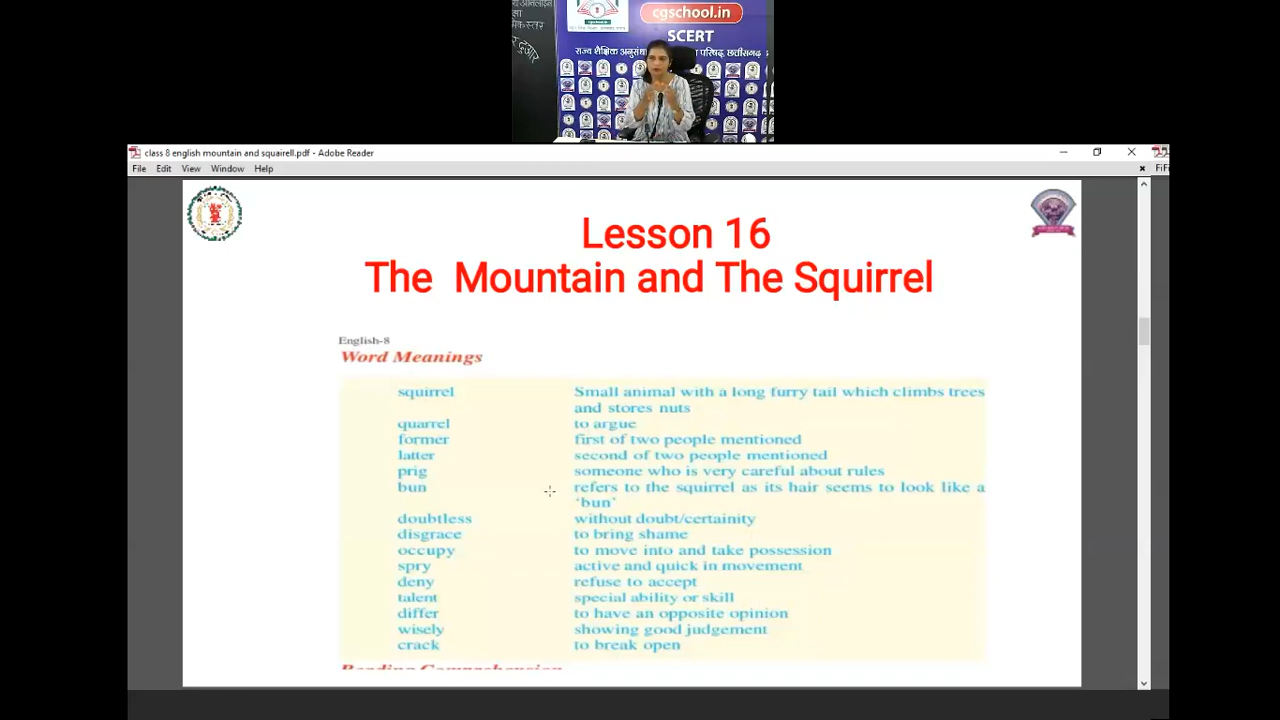 cgschool.in
SCERT
class 8 english mountain and squairell.pdf - Adobe Reader
File Edit View Window Help
Lesson 16
The Mountain and The Squirrel
English-8
Word Meanings
squirrel Small animal with a long furry tail which climbs trees
and stores nuts
quarrel to argue
former first of two people mentioned
latter second of two people mentioned
prig someone who is very careful about rules
bun refers to the squirrel as its hair seems to look like a
‘bun’
doubtless without doubt/certainity
disgrace to bring shame
occupy to move into and take possession
spry active and quick in movement
deny refuse to accept
talent special ability or skill
differ to have an opposite opinion
wisely showing good judgement
crack to break open
Reading Comprehension